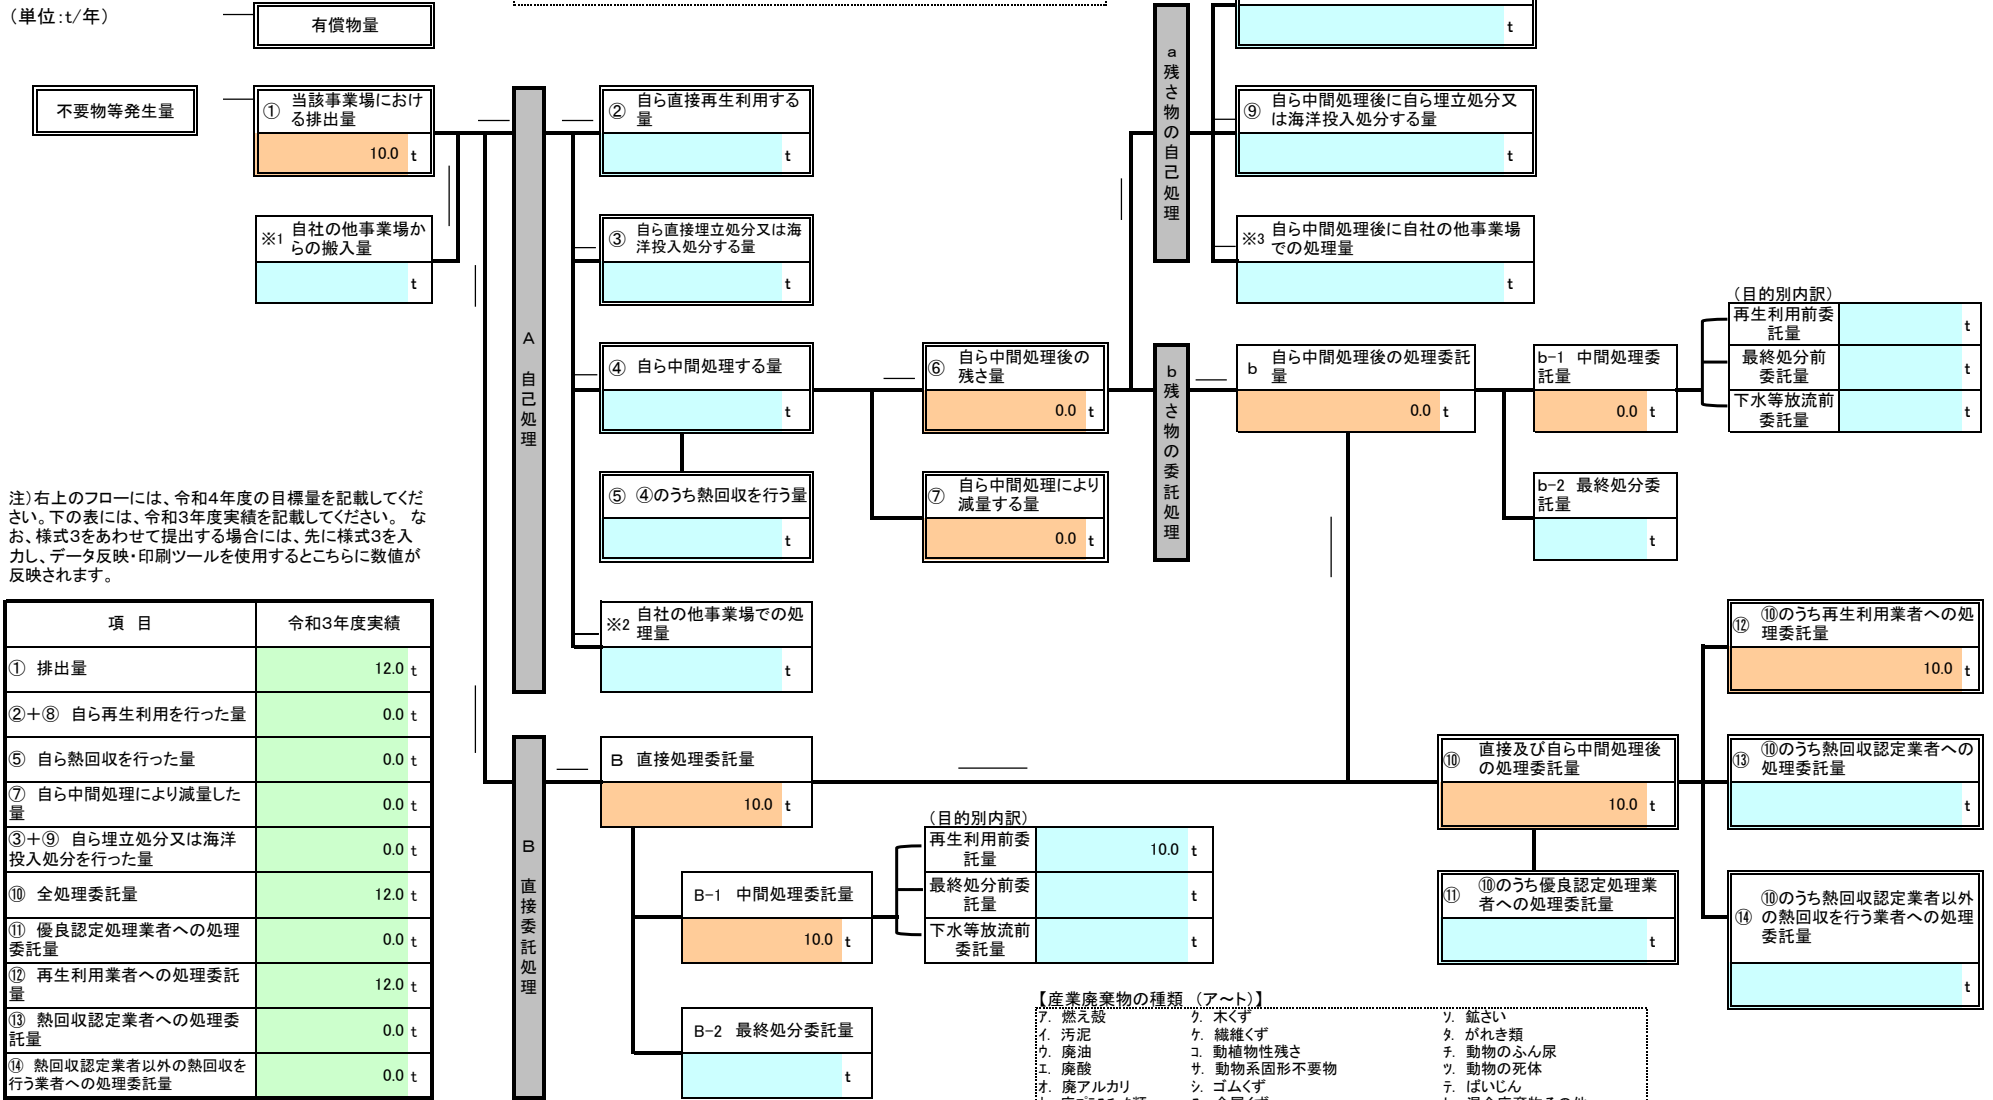 (単位:t/年)
有償物量
t
不要物等発生量
① 当該事業場におけ
る排出量
10.0 t
※1 自社の他事業場か
らの搬入量
t
A 自己処理
② 自ら直接再生利用する
量
t
③ 自ら直接埋立処分又は海
洋投入処分する量
t
④ 自ら中間処理する量
t
⑤ ④のうち熱回収を行う量
t
※2 自社の他事業場での処
理量
t
⑥ 自ら中間処理後の
残さ量
0.0 t
⑦ 自ら中間処理により
減量する量
0.0 t
a 残さ物の自己処理
⑨ 自ら中間処理後に自ら埋立処分又
は海洋投入処分する量
t
※3 自ら中間処理後に自社の他事業場
での処理量
t
b 残さ物の委託処理
b 自ら中間処理後の処理委託
量
0.0 t
b-1 中間処理委
託量
0.0 t
b-2 最終処分委
託量
t
(目的別内訳)
再生利用前委
託量
t
最終処分前
委託量
t
下水等放流前
委託量
t
注)右上のフローには、令和4年度の目標量を記載してくだ
さい。下の表には、令和3年度実績を記載してください。 な
お、様式3をあわせて提出する場合には、先に様式3を入
力し、データ反映・印刷ツールを使用するとこちらに数値が
反映されます。
項 目 令和3年度実績
① 排出量 12.0 t
②+⑧ 自ら再生利用を行った量 0.0 t
⑤ 自ら熱回収を行った量 0.0 t
⑦ 自ら中間処理により減量した
量 0.0 t
③+⑨ 自ら埋立処分又は海洋
投入処分を行った量 0.0 t
⑩ 全処理委託量 12.0 t
⑪ 優良認定処理業者への処理
委託量 0.0 t
⑫ 再生利用業者への処理委託
量 12.0 t
⑬ 熱回収認定業者への処理委
託量 0.0 t
⑭ 熱回収認定業者以外の熱回収を
行う業者への処理委託量 0.0 t
B 直接委託処理
B 直接処理委託量
10.0 t
B-1 中間処理委託量
10.0 t
B-2 最終処分委託量
t
(目的別内訳)
再生利用前委
託量
10.0 t
最終処分前委
託量
t
下水等放流前
委託量
t
⑩ 直接及び自ら中間処理後
の処理委託量
10.0 t
⑪ ⑩のうち優良認定処理業
者への処理委託量
t
⑫ ⑩のうち再生利用業者への処
理委託量
10.0 t
⑬ ⑩のうち熱回収認定業者への
処理委託量
t
⑭ ⑩のうち熱回収認定業者以外
の熱回収を行う業者への処理
委託量
t
【産業廃棄物の種類 (ア~ト)】
ア. 燃え殻 ク. 木くず ソ. 鉱さい
イ. 汚泥 ケ. 繊維くず タ. がれき類
ウ. 廃油 コ. 動植物性残さ チ. 動物のふん尿
エ. 廃酸 サ. 動物系固形不要物 ツ. 動物の死体
オ. 廃アルカリ シ. ゴムくず テ. ばいじん